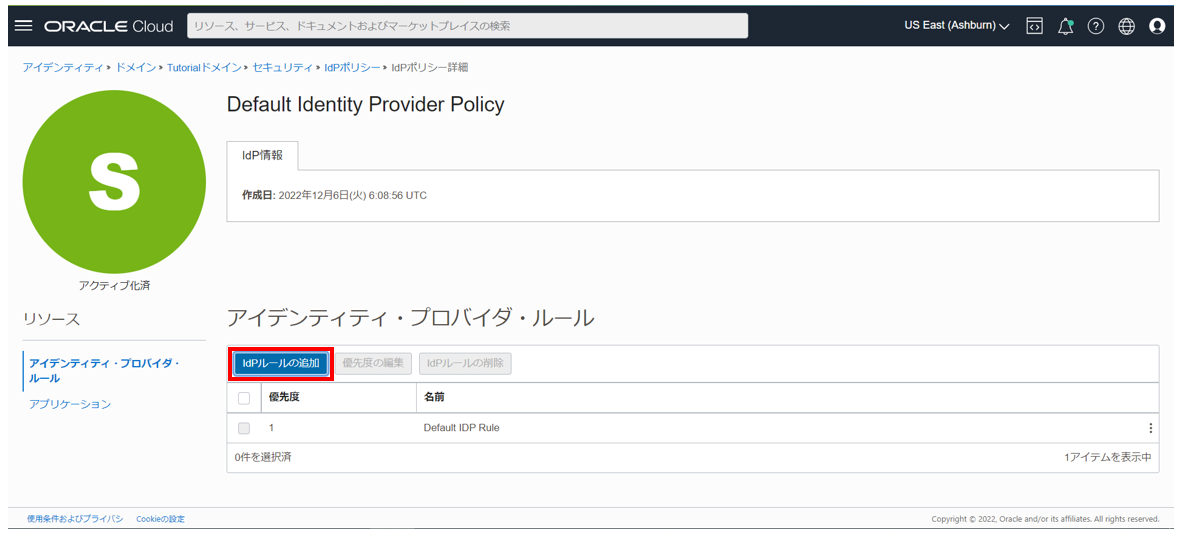 ORACLE Cloud
リソース、サービス、ドキュメントおよびマーケットプレイスの検索
US East (Ashburn)
アイデンティティ » ドメイン » Tutorialドメイン » セキュリティ » IdPポリシー » IdPポリシー詳細
S
アクティブ化済
Default Identity Provider Policy
IdP情報
作成日: 2022年12月6日(火) 6:08:56 UTC
リソース
アイデンティティ・プロバイダ・
ルール
アプリケーション
アイデンティティ・プロバイダ・ルール
IdPルールの追加 優先度の編集 IdPルールの削除
優先度 名前
1 Default IDP Rule
0件を選択済 1アイテムを表示中
使用条件およびプライバシ Cookieの設定 Copyright © 2022, Oracle and/or its affiliates. All rights reserved.